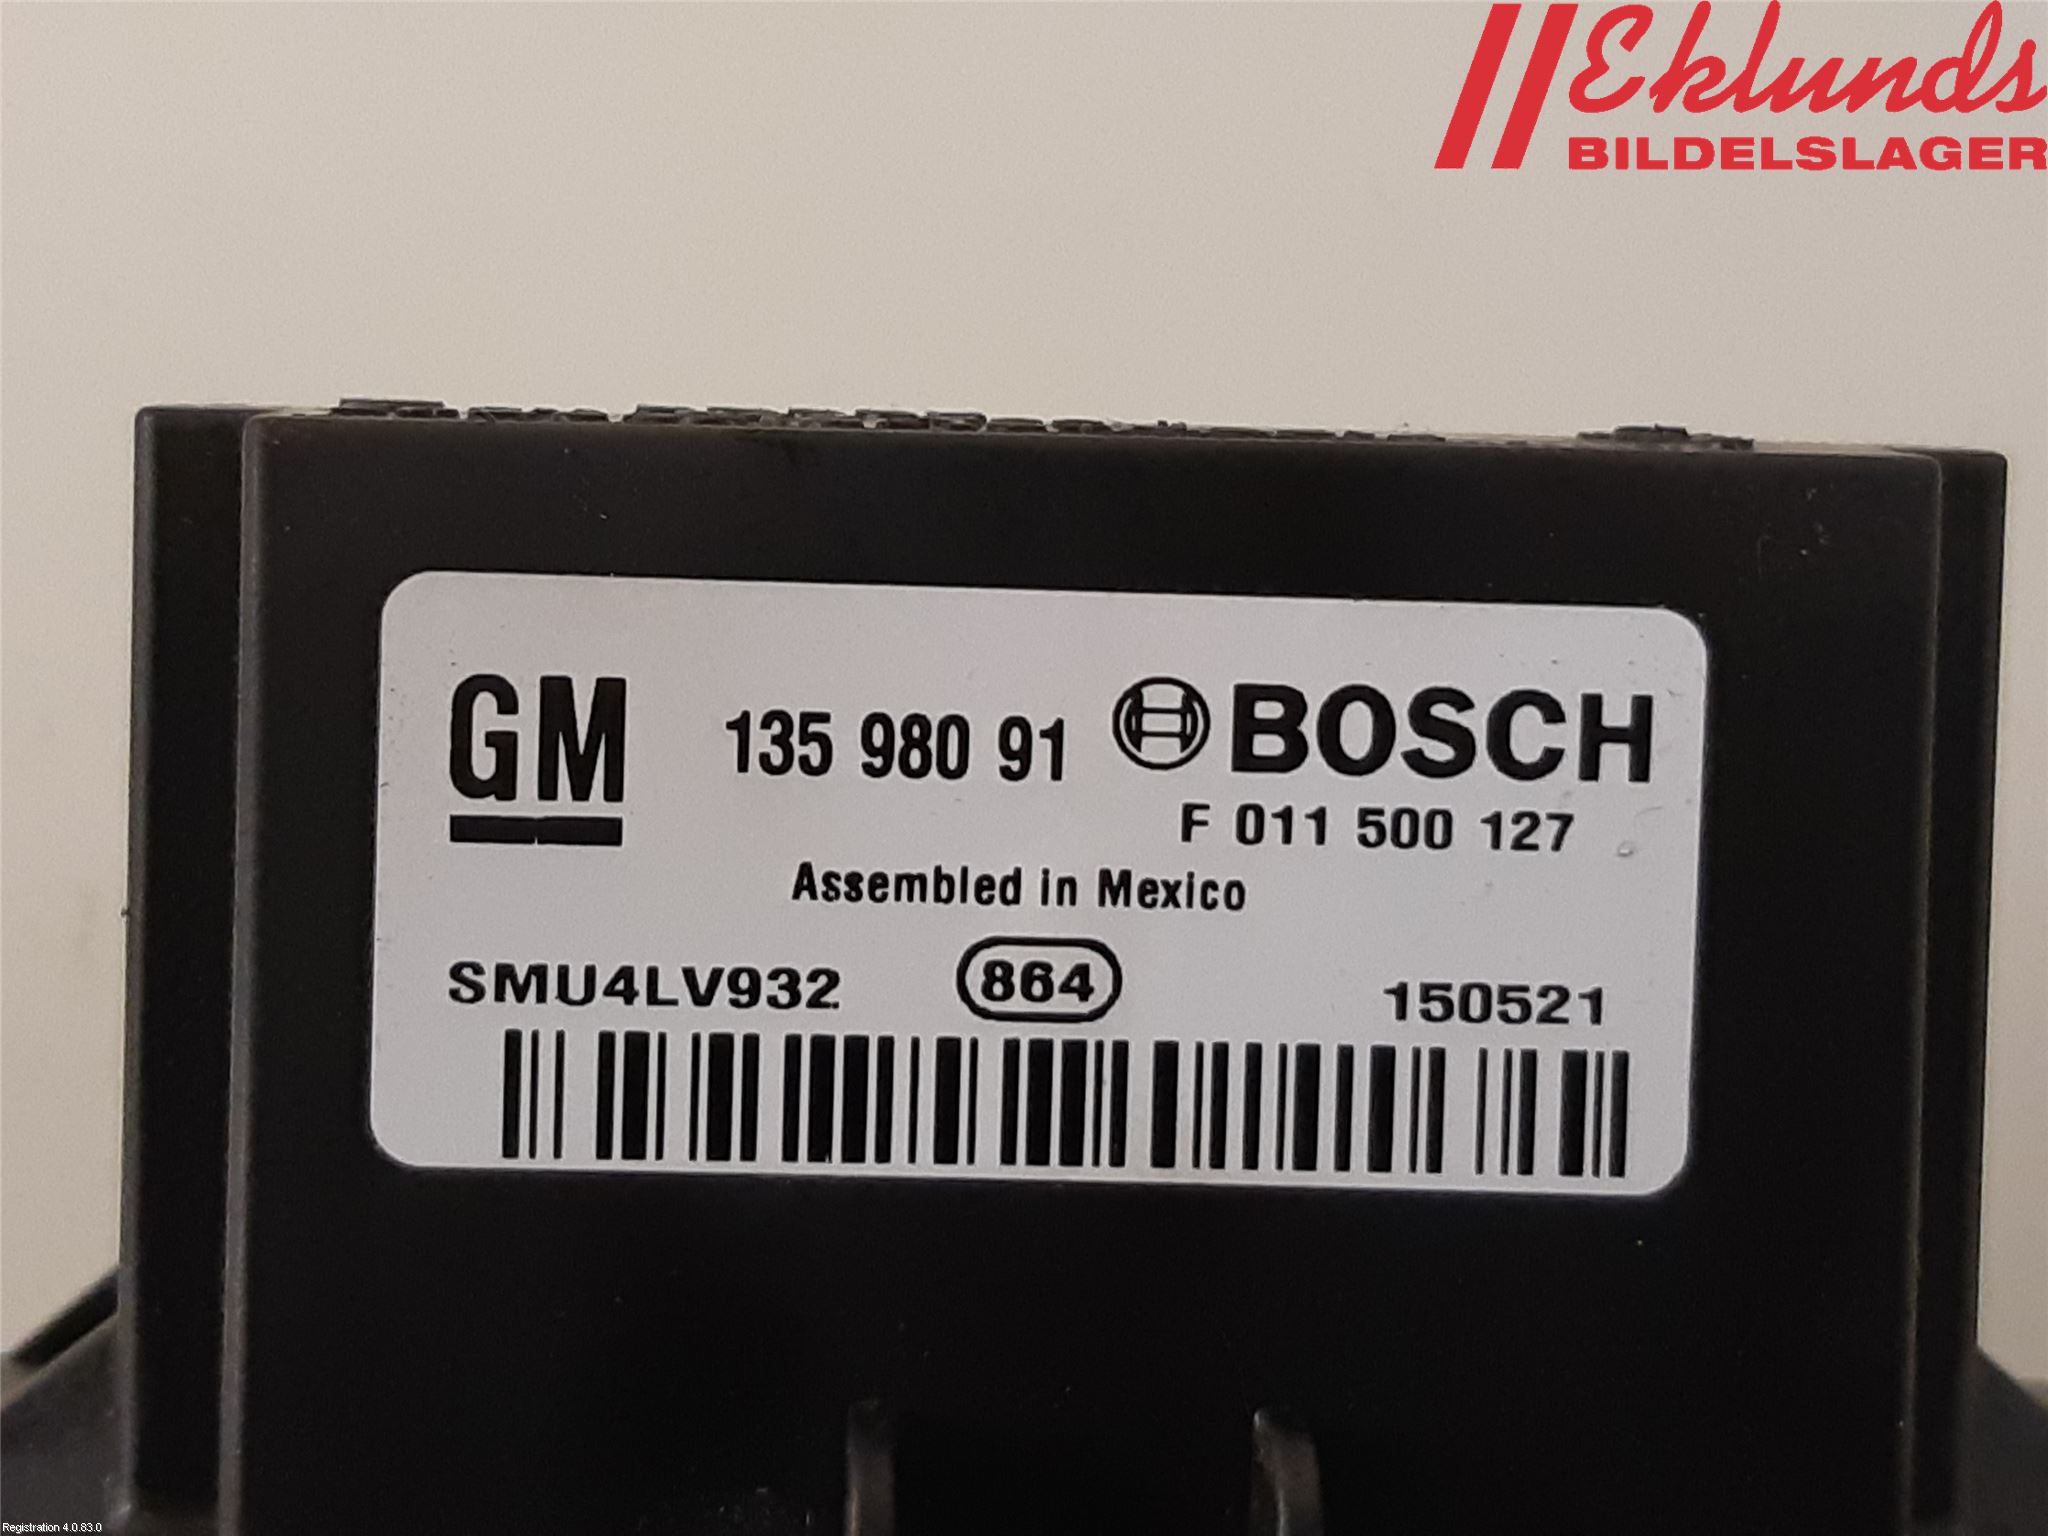 Eklunds
BILDELSLAGER
GM 135 980 91 BOSCH
F 011 500 127
Assembled in Mexico
SMU4LV932 864 150521
Registration 4.0.83.0